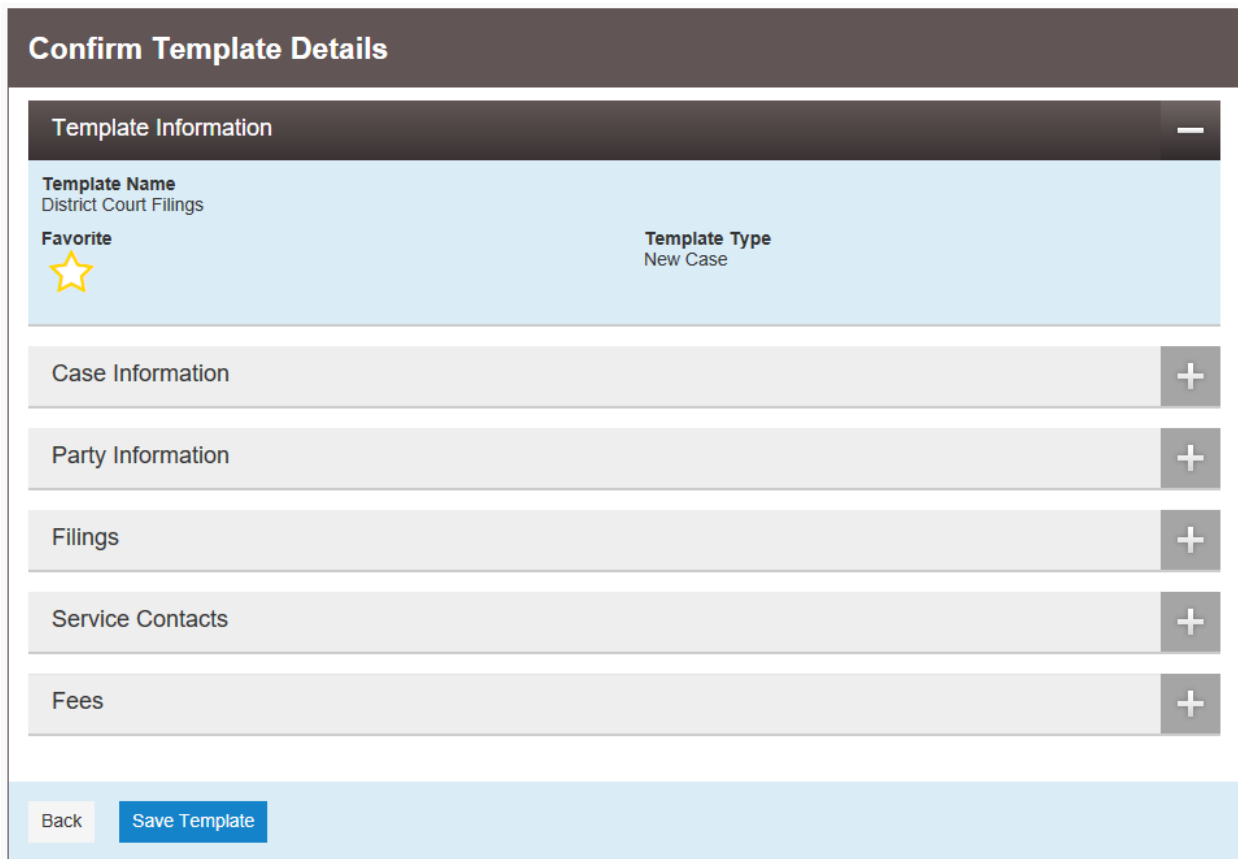 Confirm Template Details
Template Information
Template Name
District Court Filings
Favorite
Template Type
New Case
Case Information
Party Information
Filings
Service Contacts
Fees
Back
Save Template